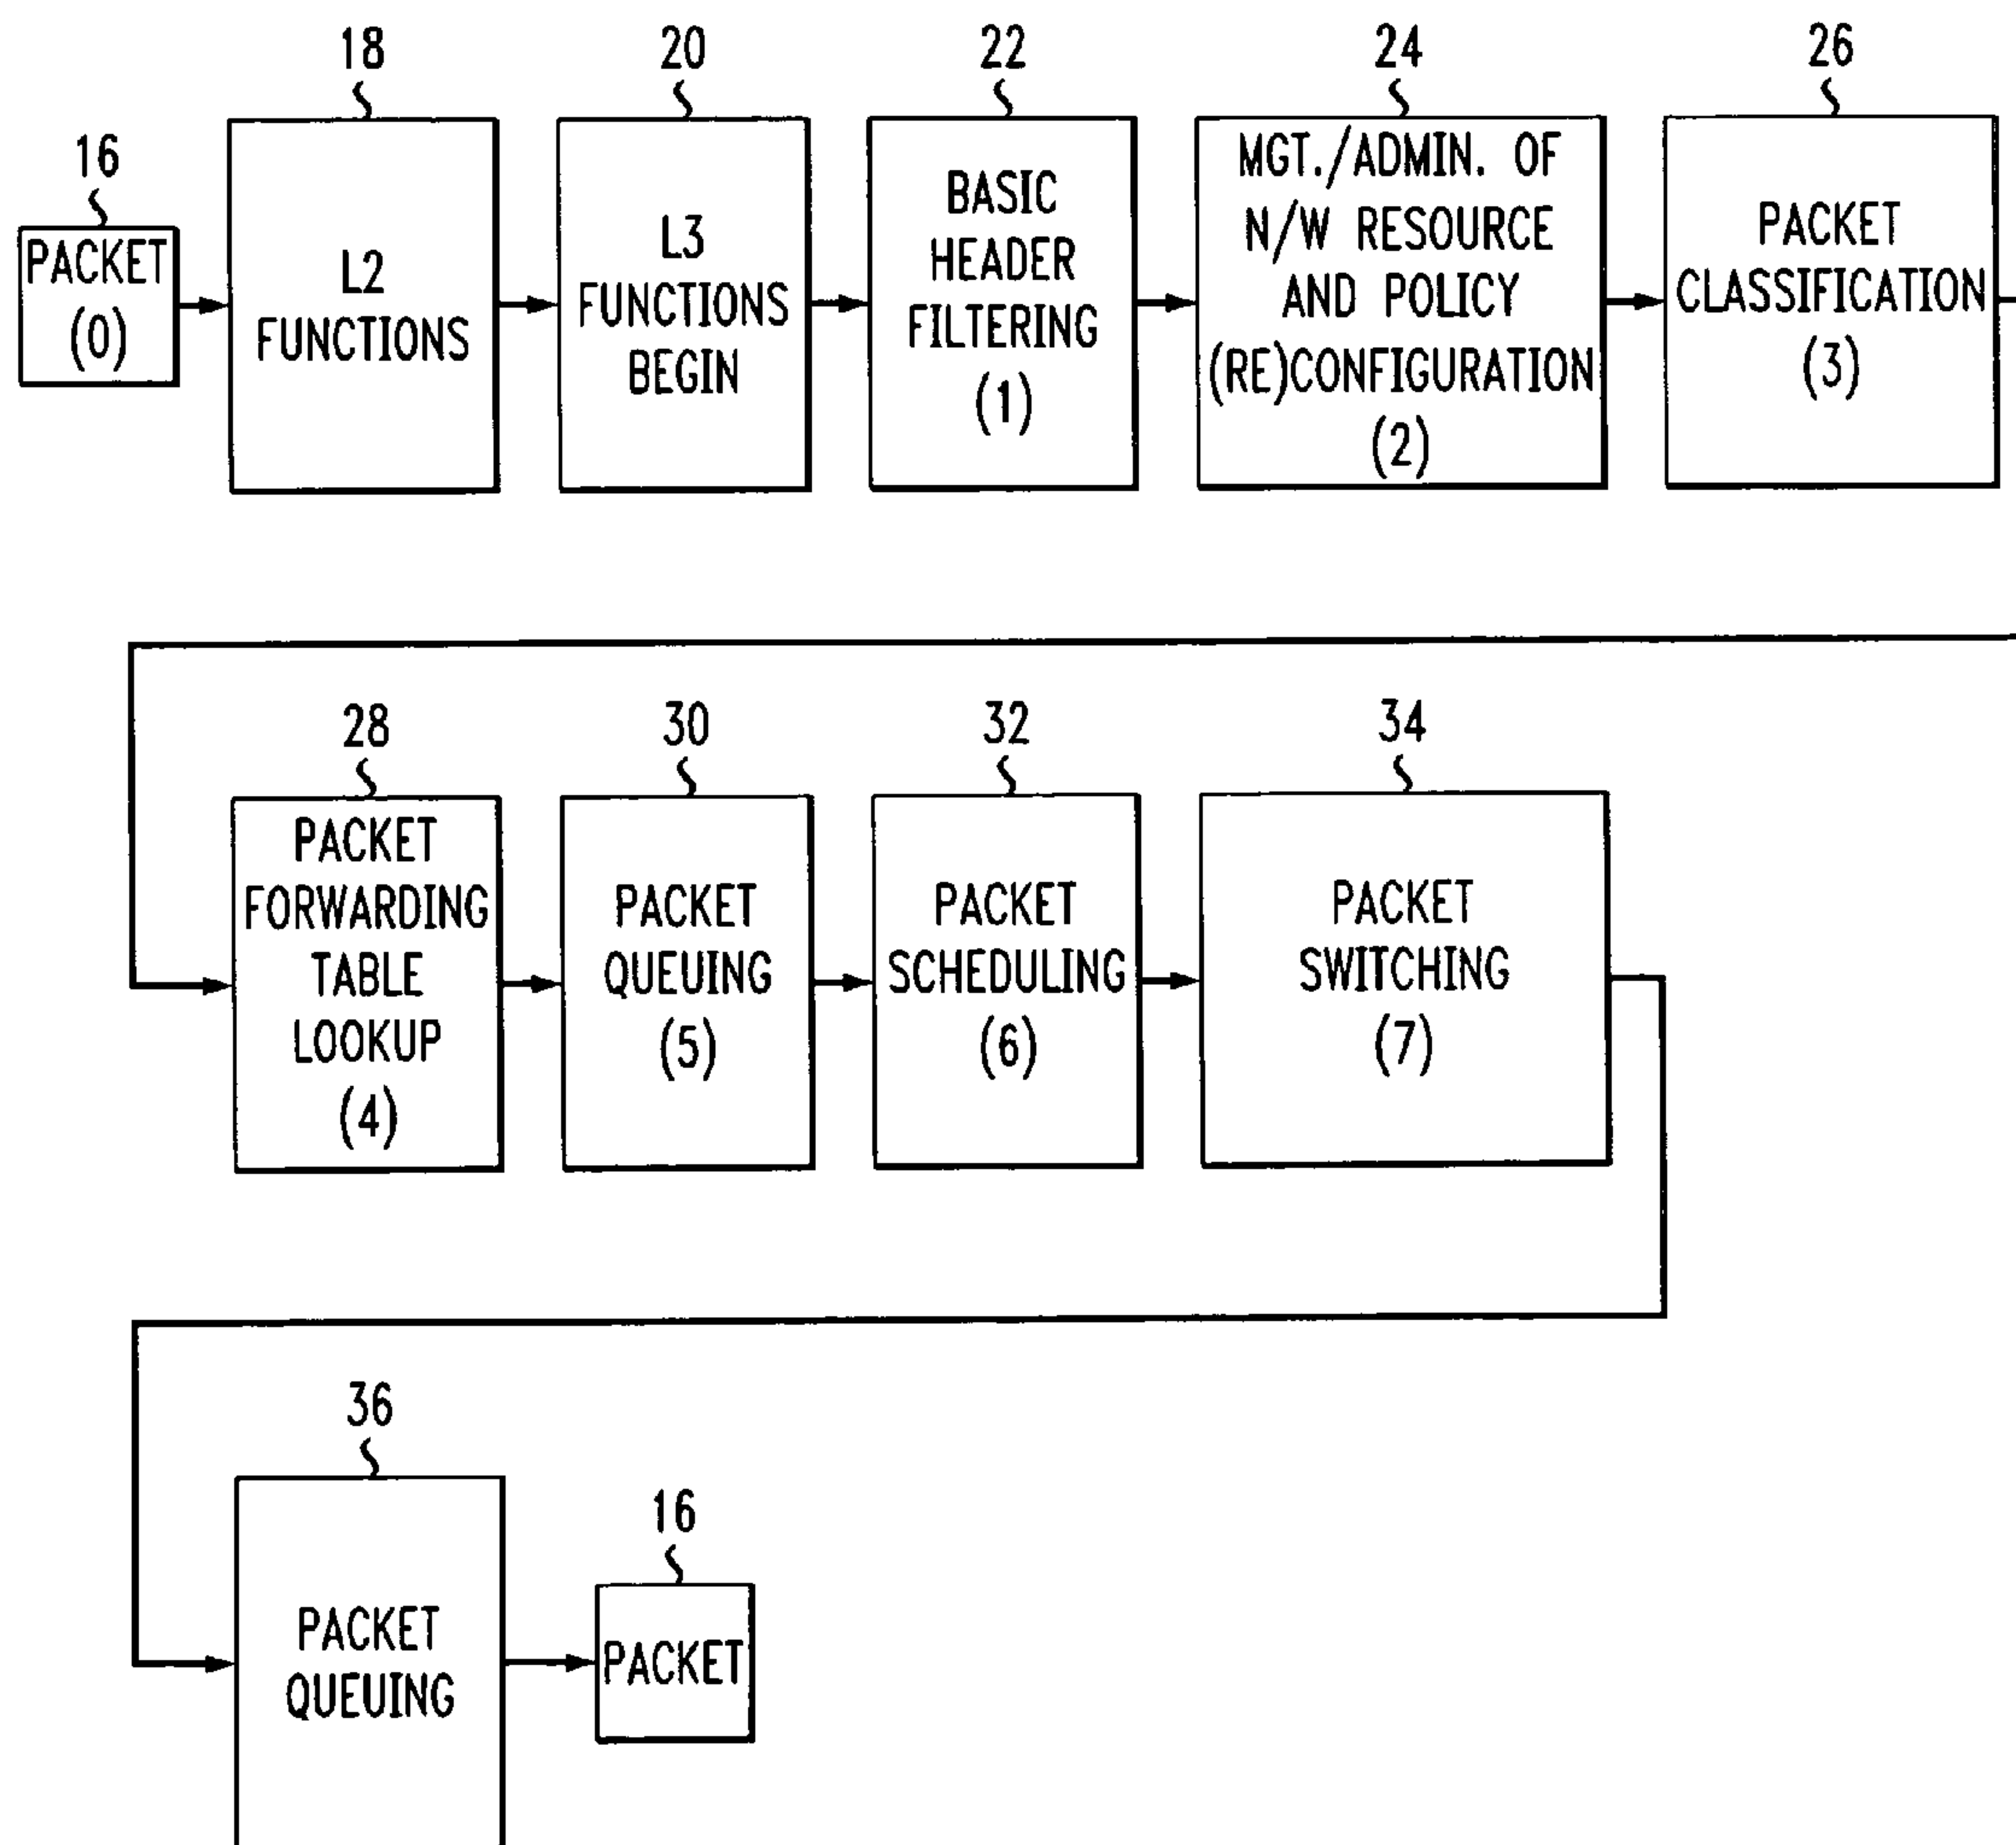 16
PACKET
(0)
18
L2
FUNCTIONS
20
L3
FUNCTIONS
BEGIN
22
BASIC
HEADER
FILTERING
(1)
24
MGT./ADMIN. OF
N/W RESOURCE
AND POLICY
(RE)CONFIGURATION
(2)
26
PACKET
CLASSIFICATION
(3)
28
PACKET
FORWARDING
TABLE
LOOKUP
(4)
30
PACKET
QUEUING
(5)
32
PACKET
SCHEDULING
(6)
34
PACKET
SWITCHING
(7)
36
PACKET
QUEUING
16
PACKET